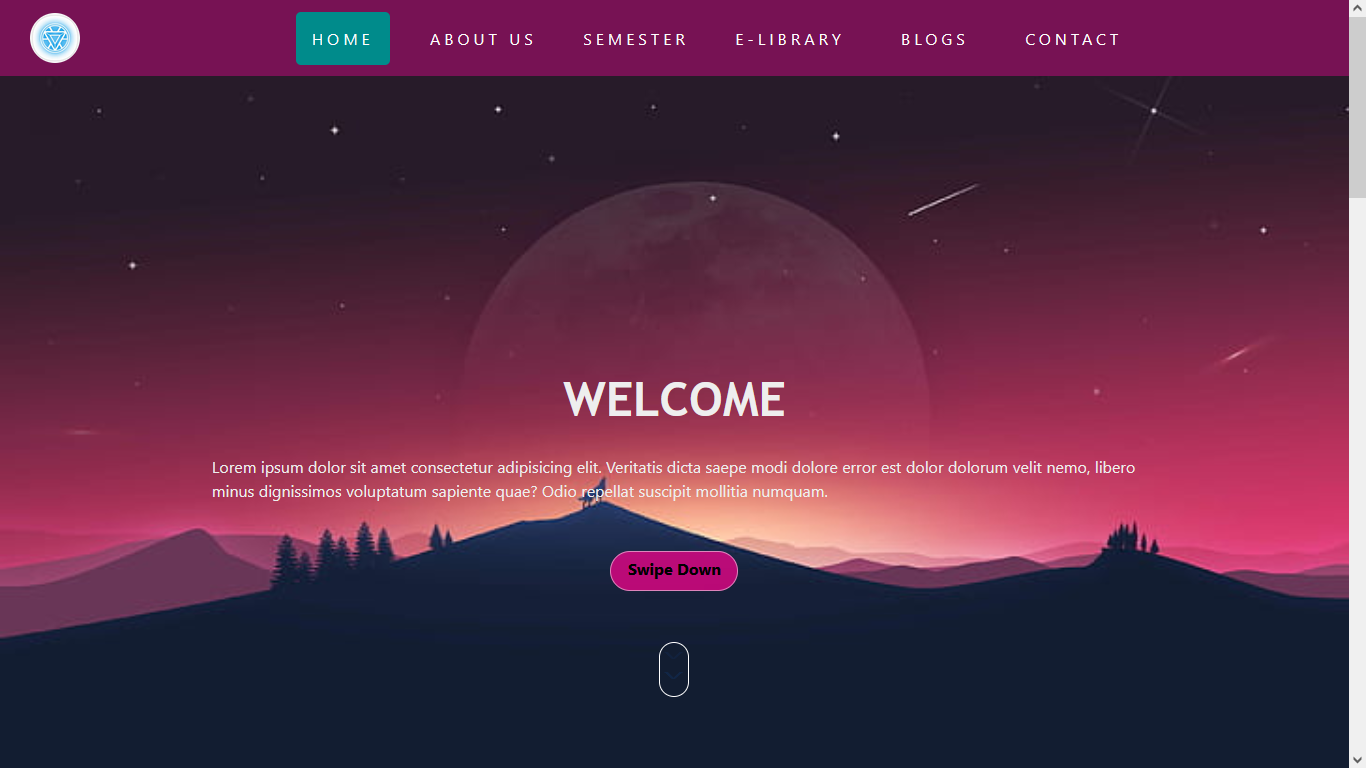 HOME ABOUT US SEMESTER E-LIBRARY BLOGS CONTACT
WELCOME
Lorem ipsum dolor sit amet consectetur adipisicing elit. Veritatis dicta saepe modi dolore error est dolor dolorum velit nemo, libero
minus dignissimos voluptatum sapiente quae? Odio repellat suscipit mollitia numquam.
Swipe Down